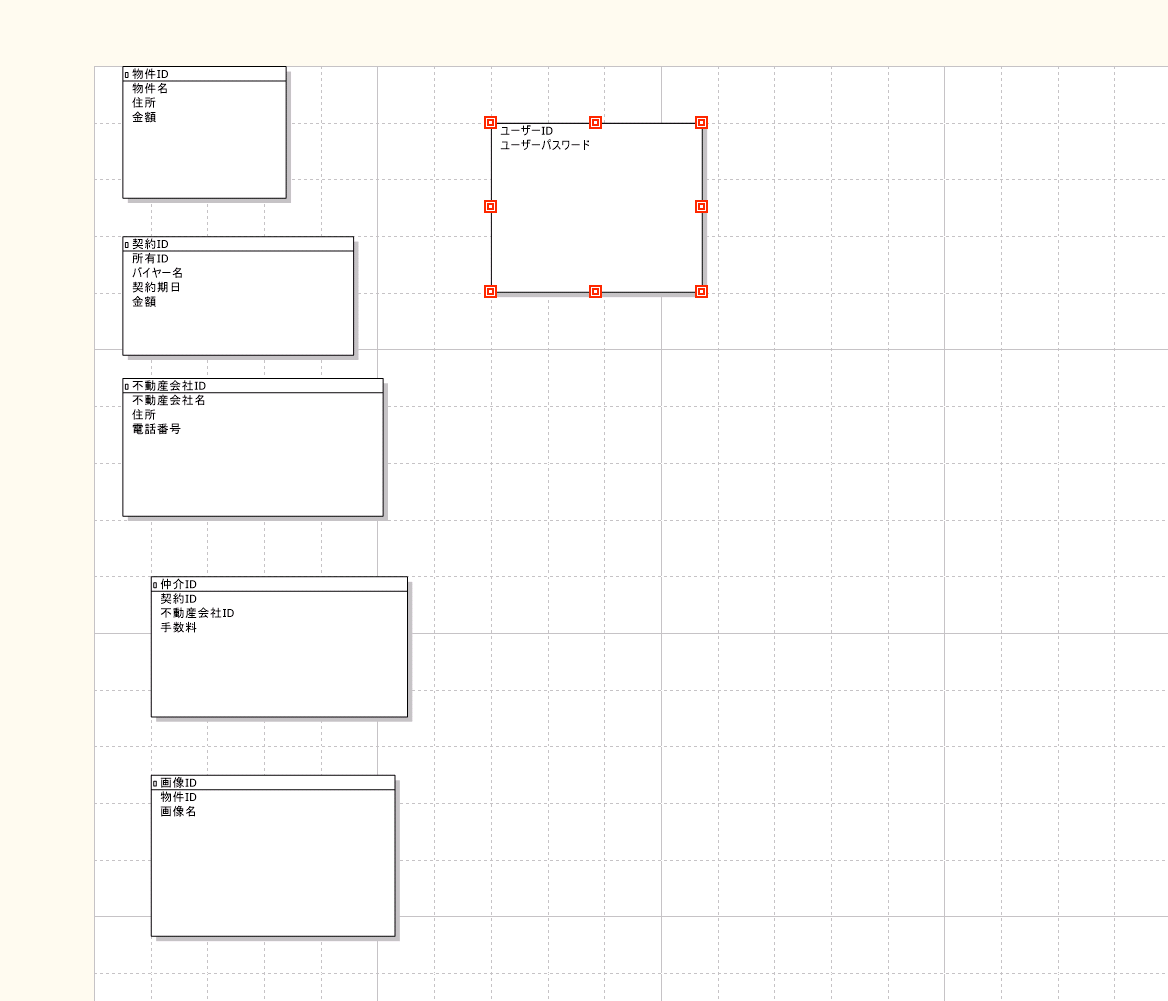 物件ID
物件名
住所
金額
ユーザーID
ユーザーパスワード
契約ID
所有ID
バイヤー名
契約期日
金額
不動産会社ID
不動産会社名
住所
電話番号
仲介ID
契約ID
不動産会社ID
手数料
画像ID
物件ID
画像名